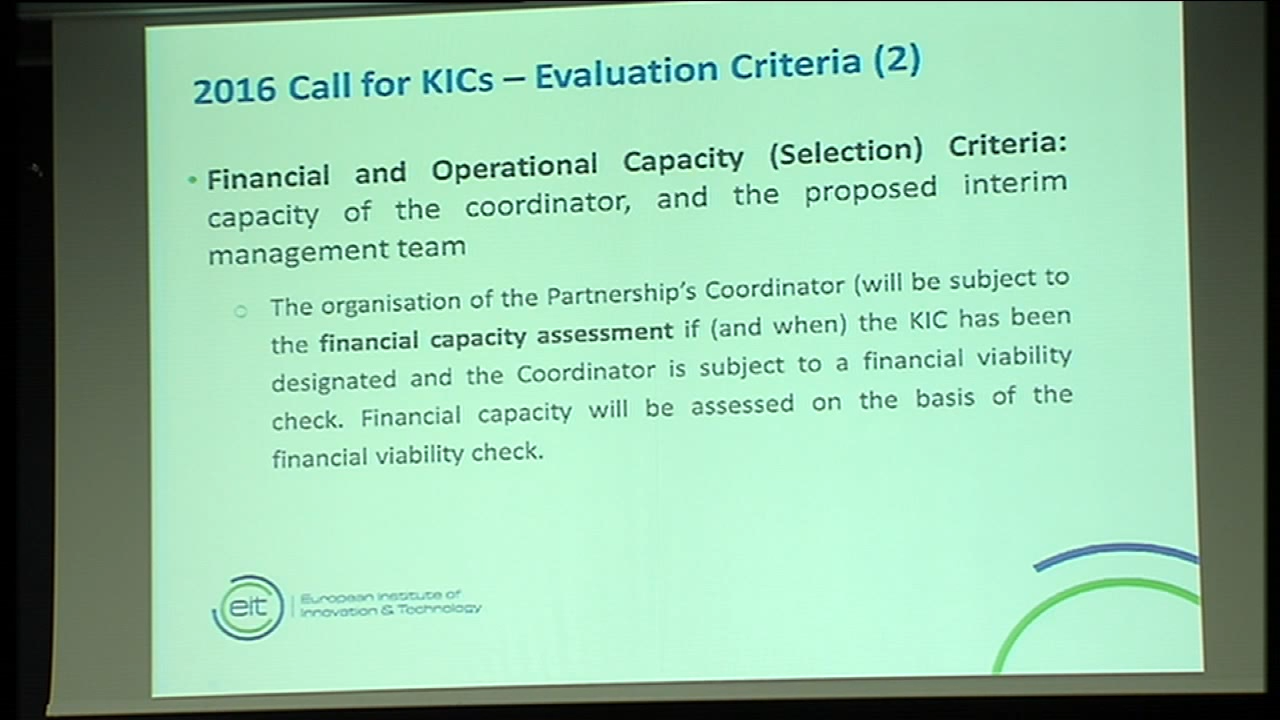 2016 Call for KICs – Evaluation Criteria (2)
• Financial and Operational Capacity (Selection) Criteria:
capacity of the coordinator, and the proposed interim
management team
○ The organisation of the Partnership's Coordinator (will be subject to
the financial capacity assessment if (and when) the KIC has been
designated and the Coordinator is subject to a financial viability
check. Financial capacity will be assessed on the basis of the
financial viability check.
eit
European Institute of
Innovation & Technology